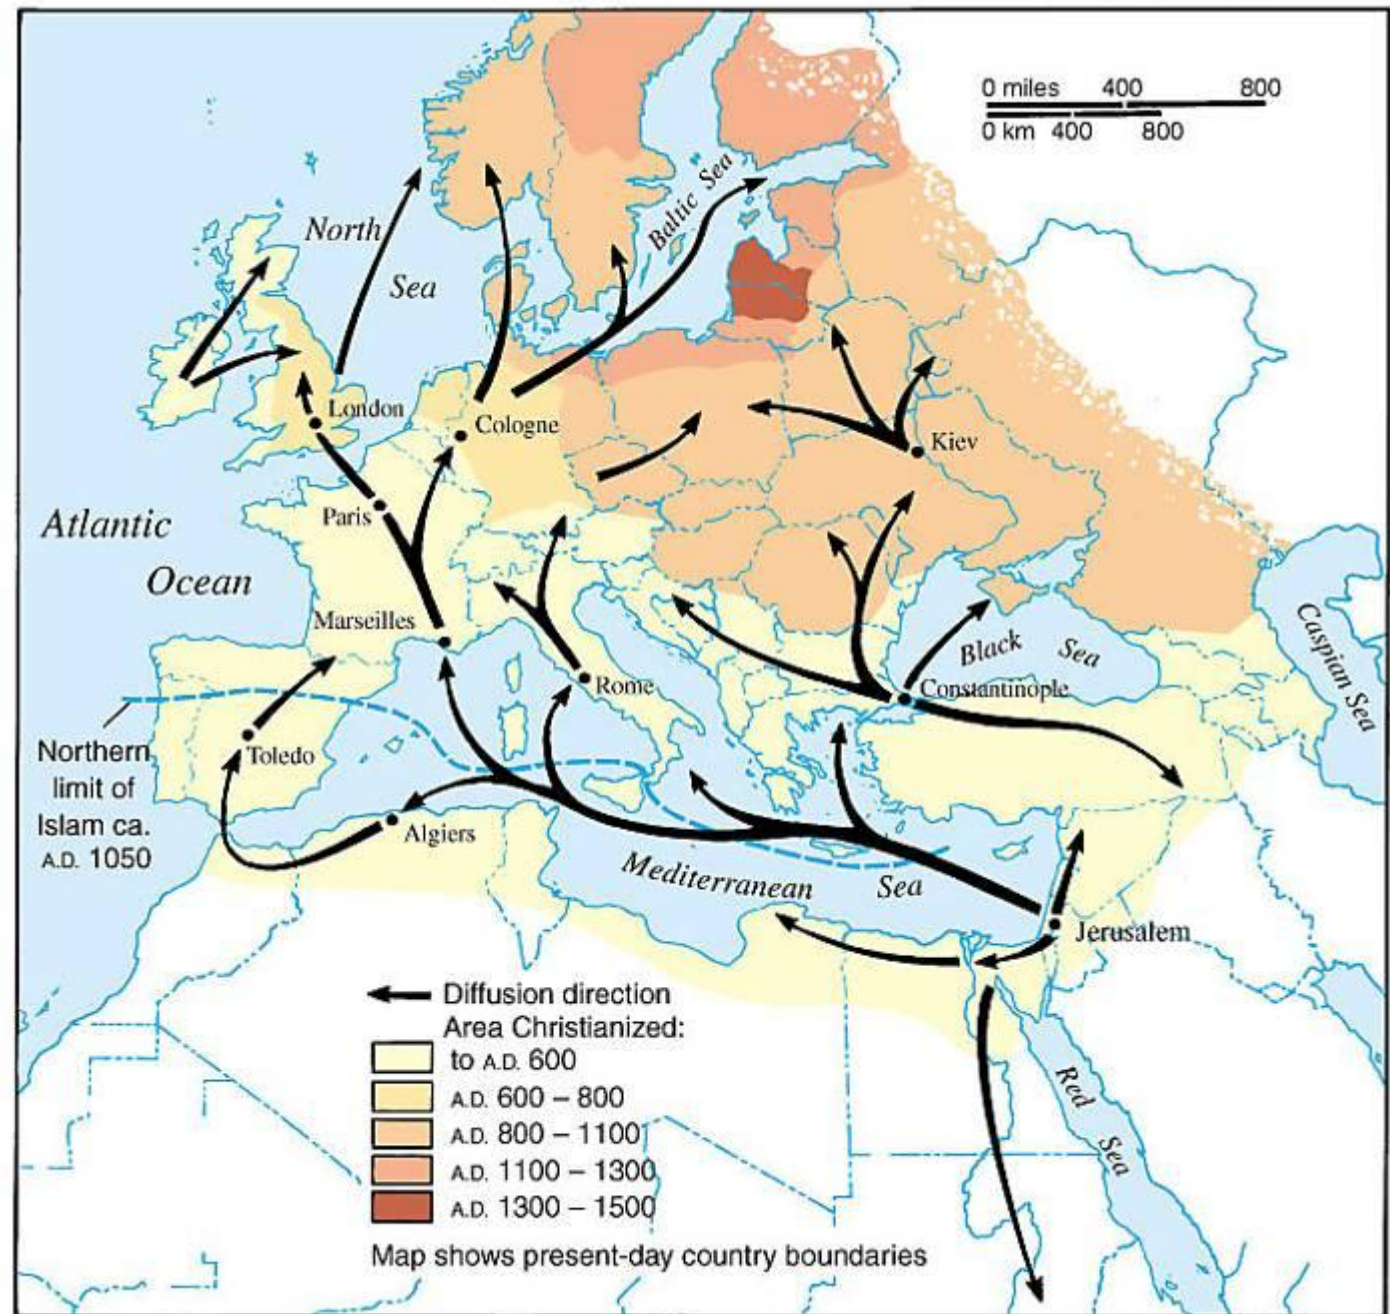 0 miles 400 800
0 km 400 800
North
Sea
Baltic Sea
London
Cologne
Kiev
Paris
Atlantic
Ocean
Marseilles
Rome
Black Sea
Constantinople
Caspian Sea
Toledo
Northern
limit of
Islam ca.
A.D. 1050
Algiers
Mediterranean Sea
Jerusalem
Red Sea
Diffusion direction
Area Christianized:
to A.D. 600
A.D. 600 – 800
A.D. 800 – 1100
A.D. 1100 – 1300
A.D. 1300 – 1500
Map shows present-day country boundaries